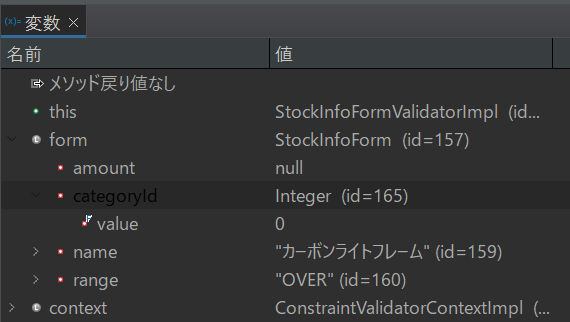 (x)= 変数
名前 値
メソッド戻り値なし
this StockInfoFormValidatorImpl (id...
form StockInfoForm (id=157)
amount null
categoryId Integer (id=165)
value 0
name "カーボンライトフレーム" (id=159)
range "OVER" (id=160)
context ConstraintValidatorContextImpl (...